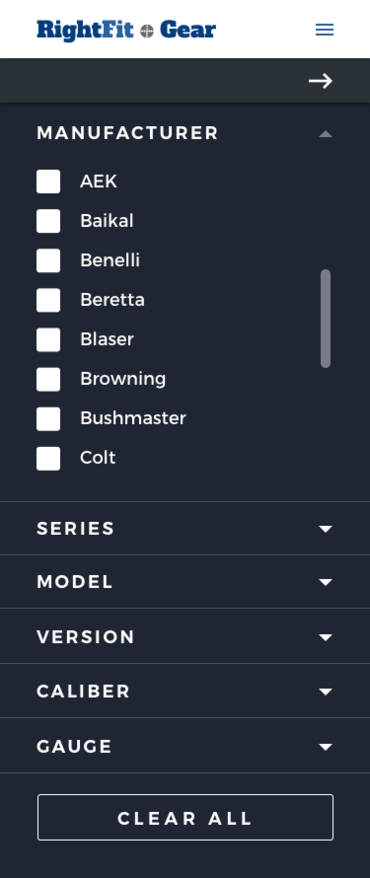 RightFit Gear
MANUFACTURER
AEK
Baikal
Benelli
Beretta
Blaser
Browning
Bushmaster
Colt
SERIES
MODEL
VERSION
CALIBER
GAUGE
CLEAR ALL